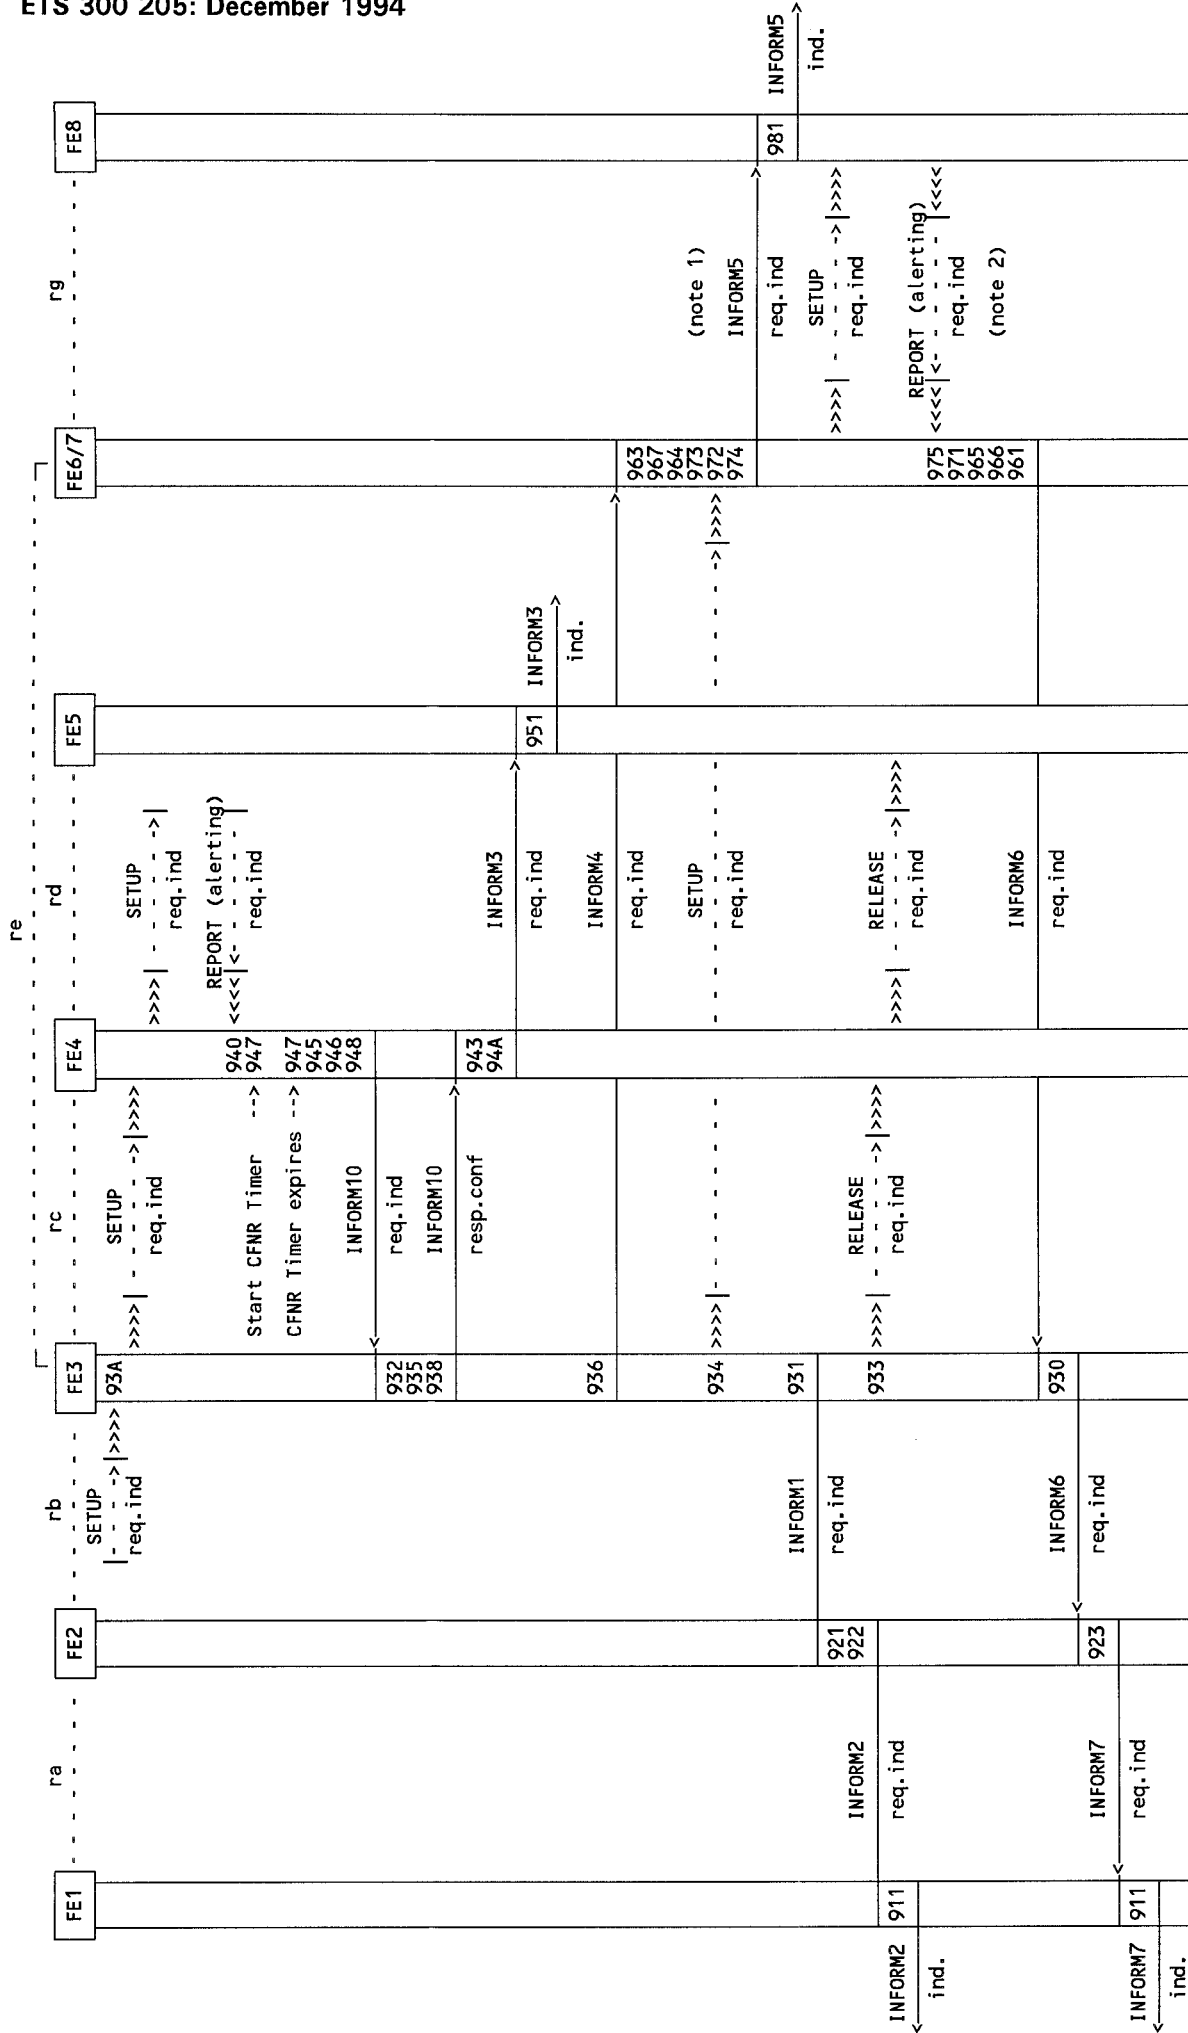 ETS 300 205: December 1994
re
ra
rb
rc
rd
rg
FE1
FE2
FE3
FE4
FE5
FE6/7
FE8
SETUP
|- - - ->|>>>>
req.ind
93A
SETUP
>>>>|- - - ->|>>>>
req.ind
SETUP
>>>>|- - - ->|
req.ind
REPORT (alerting)
<<<<|<- - - -|
req.ind
940
947
Start CFNR Timer -->
CFNR Timer expires -->
947
945
946
948
INFORM10
req.ind
932
935
938
INFORM10
resp.conf
943
94A
INFORM3
req.ind
951
INFORM3
ind.
936
INFORM4
req.ind
963
967
964
973
972
974
934
>>>>|- - - - - ->|>>>>
SETUP
req.ind
(note 1)
INFORM5
req.ind
981
INFORM5
ind.
931
INFORM1
req.ind
921
922
SETUP
>>>>|- - - ->|>>>>
req.ind
INFORM2
req.ind
911
INFORM2
ind.
933
RELEASE
>>>>|- - - ->|>>>>
req.ind
RELEASE
>>>>|- - - ->|>>>>
req.ind
REPORT (alerting)
<<<<|<- - - -|<<<<
req.ind
(note 2)
975
971
965
966
961
INFORM6
req.ind
930
INFORM6
req.ind
923
INFORM7
req.ind
911
INFORM7
ind.